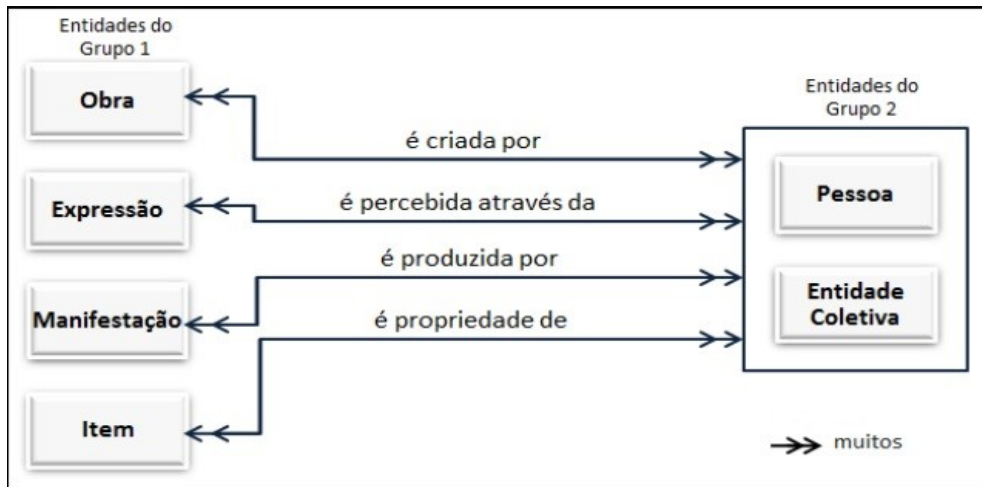 Entidades do
Grupo 1
Obra
Expressão
Manifestação
Item
é criada por
é percebida através da
é produzida por
é propriedade de
Entidades do
Grupo 2
Pessoa
Entidade
Coletiva
muitos